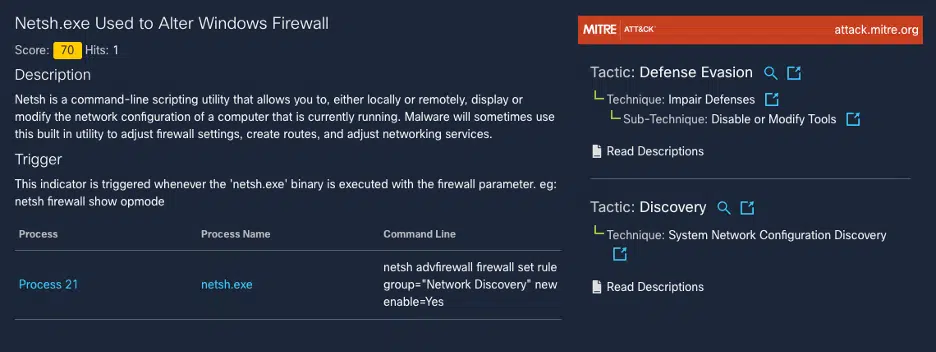 Netsh.exe Used to Alter Windows Firewall
Score: 70 Hits: 1
Description
Netsh is a command-line scripting utility that allows you to, either locally or remotely, display or
modify the network configuration of a computer that is currently running. Malware will sometimes use
this built in utility to adjust firewall settings, create routes, and adjust networking services.
Trigger
This indicator is triggered whenever the 'netsh.exe' binary is executed with the firewall parameter. eg:
netsh firewall show opmode
Process Process Name Command Line
Process 21 netsh.exe netsh advfirewall firewall set rule
group="Network Discovery" new
enable=Yes
MITRE ATT&CK attack.mitre.org
Tactic: Defense Evasion
Technique: Impair Defenses
Sub-Technique: Disable or Modify Tools
Read Descriptions
Tactic: Discovery
Technique: System Network Configuration Discovery
Read Descriptions